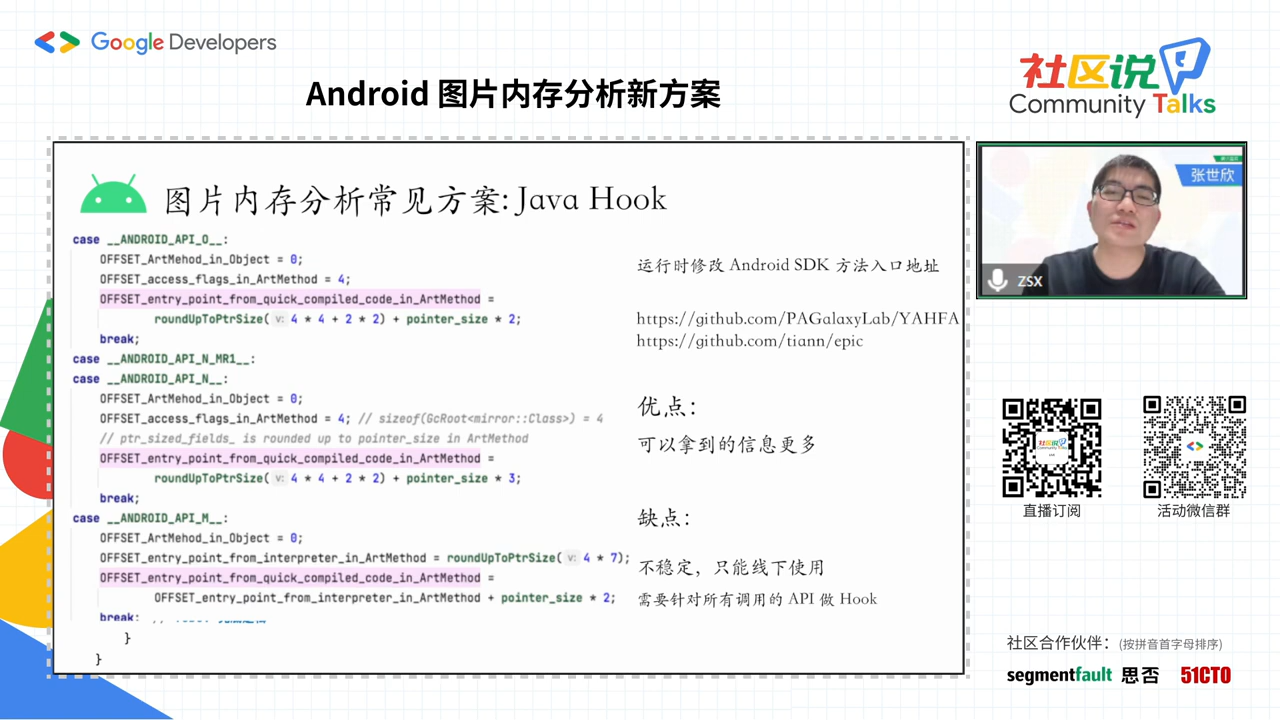 Google Developers
社区说
Community Talks
Android 图片内存分析新方案
图片内存分析常见方案: Java Hook
case __ANDROID_API_O__:
OFFSET_ArtMehod_in_Object = 0;
OFFSET_access_flags_in_ArtMethod = 4;
OFFSET_entry_point_from_quick_compiled_code_in_ArtMethod =
roundUpToPtrSize( v: 4 * 4 + 2 * 2) + pointer_size * 2;
break;
case __ANDROID_API_N_MR1__:
case __ANDROID_API_N__:
OFFSET_ArtMehod_in_Object = 0;
OFFSET_access_flags_in_ArtMethod = 4; // sizeof(GcRoot<mirror::Class>) = 4
// ptr_sized_fields_ is rounded up to pointer_size in ArtMethod
OFFSET_entry_point_from_quick_compiled_code_in_ArtMethod =
roundUpToPtrSize( v: 4 * 4 + 2 * 2) + pointer_size * 3;
break;
case __ANDROID_API_M__:
OFFSET_ArtMehod_in_Object = 0;
OFFSET_entry_point_from_interpreter_in_ArtMethod = roundUpToPtrSize( v: 4 * 7);
OFFSET_entry_point_from_quick_compiled_code_in_ArtMethod =
OFFSET_entry_point_from_interpreter_in_ArtMethod + pointer_size * 2;
break;
}
}
运行时修改 Android SDK 方法入口地址
https://github.com/PAGalaxyLab/YAHFA
https://github.com/tiann/epic
优点：
可以拿到的信息更多
缺点：
不稳定，只能线下使用
需要针对所有调用的 API 做 Hook
张世欣
ZSX
直播订阅
活动微信群
社区合作伙伴：(按拼音首字母排序)
segmentfault 思否 51CTO